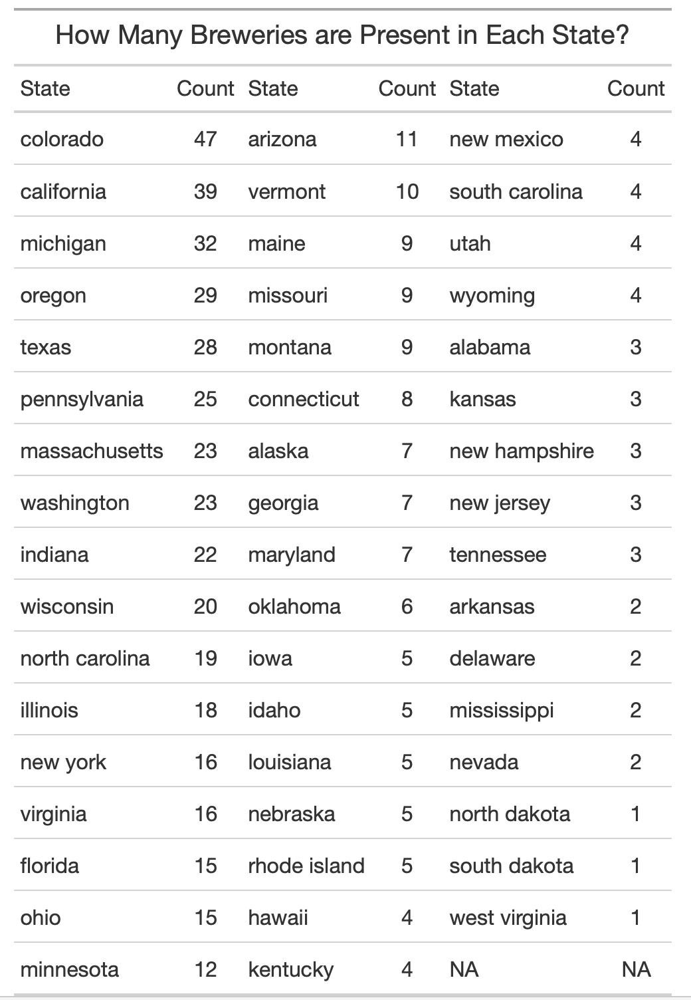 How Many Breweries are Present in Each State?
State Count State Count State Count
colorado 47 arizona 11 new mexico 4
california 39 vermont 10 south carolina 4
michigan 32 maine 9 utah 4
oregon 29 missouri 9 wyoming 4
texas 28 montana 9 alabama 3
pennsylvania 25 connecticut 8 kansas 3
massachusetts 23 alaska 7 new hampshire 3
washington 23 georgia 7 new jersey 3
indiana 22 maryland 7 tennessee 3
wisconsin 20 oklahoma 6 arkansas 2
north carolina 19 iowa 5 delaware 2
illinois 18 idaho 5 mississippi 2
new york 16 louisiana 5 nevada 2
virginia 16 nebraska 5 north dakota 1
florida 15 rhode island 5 south dakota 1
ohio 15 hawaii 4 west virginia 1
minnesota 12 kentucky 4 NA NA